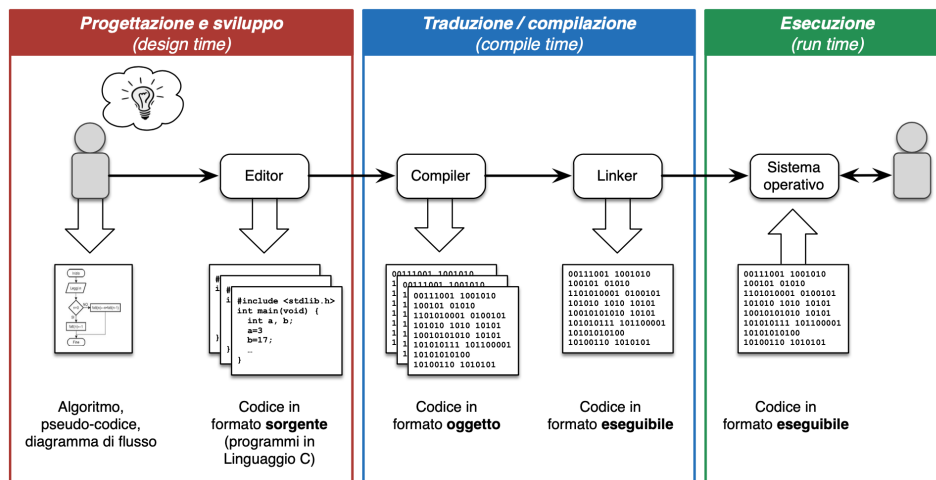 Progettazione e sviluppo
(design time)
Traduzione / compilazione
(compile time)
Esecuzione
(run time)
Editor
Compiler
Linker
Sistema
operativo
#include <stdlib.h>
int main(void) {
int a, b;
a=3
b=17;
…
}
00111001 1001010
00111001 1001010
100101 01010
1101010001 0100101
101010 1010 10101
10010101010 10101
101010111 101100001
10101010100
10100110 1010101
00111001 1001010
100101 01010
1101010001 0100101
101010 1010 10101
10010101010 10101
101010111 101100001
10101010100
10100110 1010101
00111001 1001010
100101 01010
1101010001 0100101
101010 1010 10101
10010101010 10101
101010111 101100001
10101010100
10100110 1010101
Algoritmo,
pseudo-codice,
diagramma di flusso
Codice in
formato sorgente
(programmi in
Linguaggio C)
Codice in
formato oggetto
Codice in
formato eseguibile
Codice in
formato eseguibile